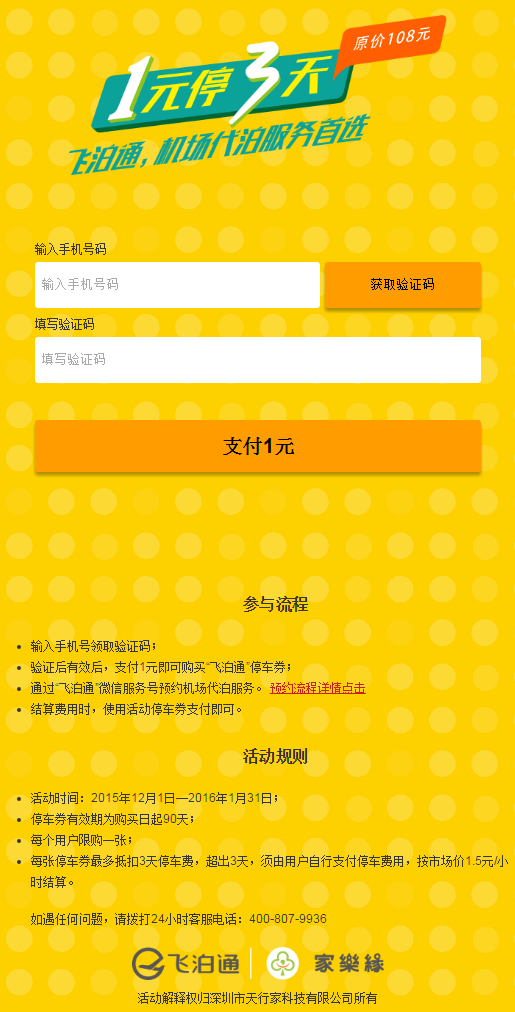 原价108元
1元停3天
飞泊通，机场代泊服务首选
输入手机号码
输入手机号码
获取验证码
填写验证码
填写验证码
支付1元
参与流程
输入手机号领取验证码；
验证后有效后，支付1元即可购买“飞泊通”停车券；
通过“飞泊通”微信服务号预约机场代泊服务。 预约流程详情点击
结算费用时，使用活动停车券支付即可。
活动规则
活动时间：2015年12月1日—2016年1月31日；
停车券有效期为购买日起90天；
每个用户限购一张；
每张停车券最多抵扣3天停车费，超出3天，须由用户自行支付停车费用，按市场价1.5元/小
时结算。
如遇任何问题，请拨打24小时客服电话：400-807-9936
飞泊通 家樂緣
活动解释权归深圳市天行家科技有限公司所有